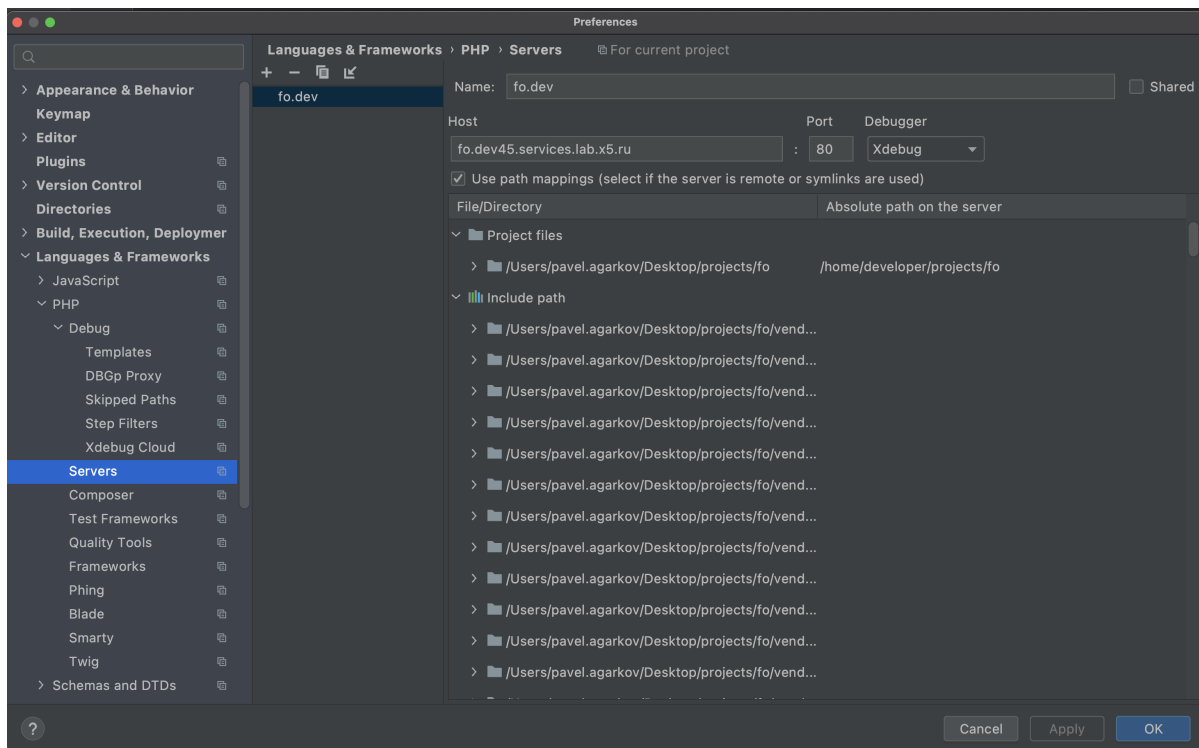 Preferences
Languages & Frameworks › PHP › Servers For current project
Appearance & Behavior
Keymap
Editor
Plugins
Version Control
Directories
Build, Execution, Deploymer
Languages & Frameworks
JavaScript
PHP
Debug
Templates
DBGp Proxy
Skipped Paths
Step Filters
Xdebug Cloud
Servers
Composer
Test Frameworks
Quality Tools
Frameworks
Phing
Blade
Smarty
Twig
Schemas and DTDs
fo.dev
Name: fo.dev Shared
Host Port Debugger
fo.dev45.services.lab.x5.ru : 80 Xdebug
Use path mappings (select if the server is remote or symlinks are used)
File/Directory Absolute path on the server
Project files
/Users/pavel.agarkov/Desktop/projects/fo /home/developer/projects/fo
Include path
/Users/pavel.agarkov/Desktop/projects/fo/vend...
/Users/pavel.agarkov/Desktop/projects/fo/vend...
/Users/pavel.agarkov/Desktop/projects/fo/vend...
/Users/pavel.agarkov/Desktop/projects/fo/vend...
/Users/pavel.agarkov/Desktop/projects/fo/vend...
/Users/pavel.agarkov/Desktop/projects/fo/vend...
/Users/pavel.agarkov/Desktop/projects/fo/vend...
/Users/pavel.agarkov/Desktop/projects/fo/vend...
/Users/pavel.agarkov/Desktop/projects/fo/vend...
/Users/pavel.agarkov/Desktop/projects/fo/vend...
/Users/pavel.agarkov/Desktop/projects/fo/vend...
/Users/pavel.agarkov/Desktop/projects/fo/vend...
? Cancel Apply OK